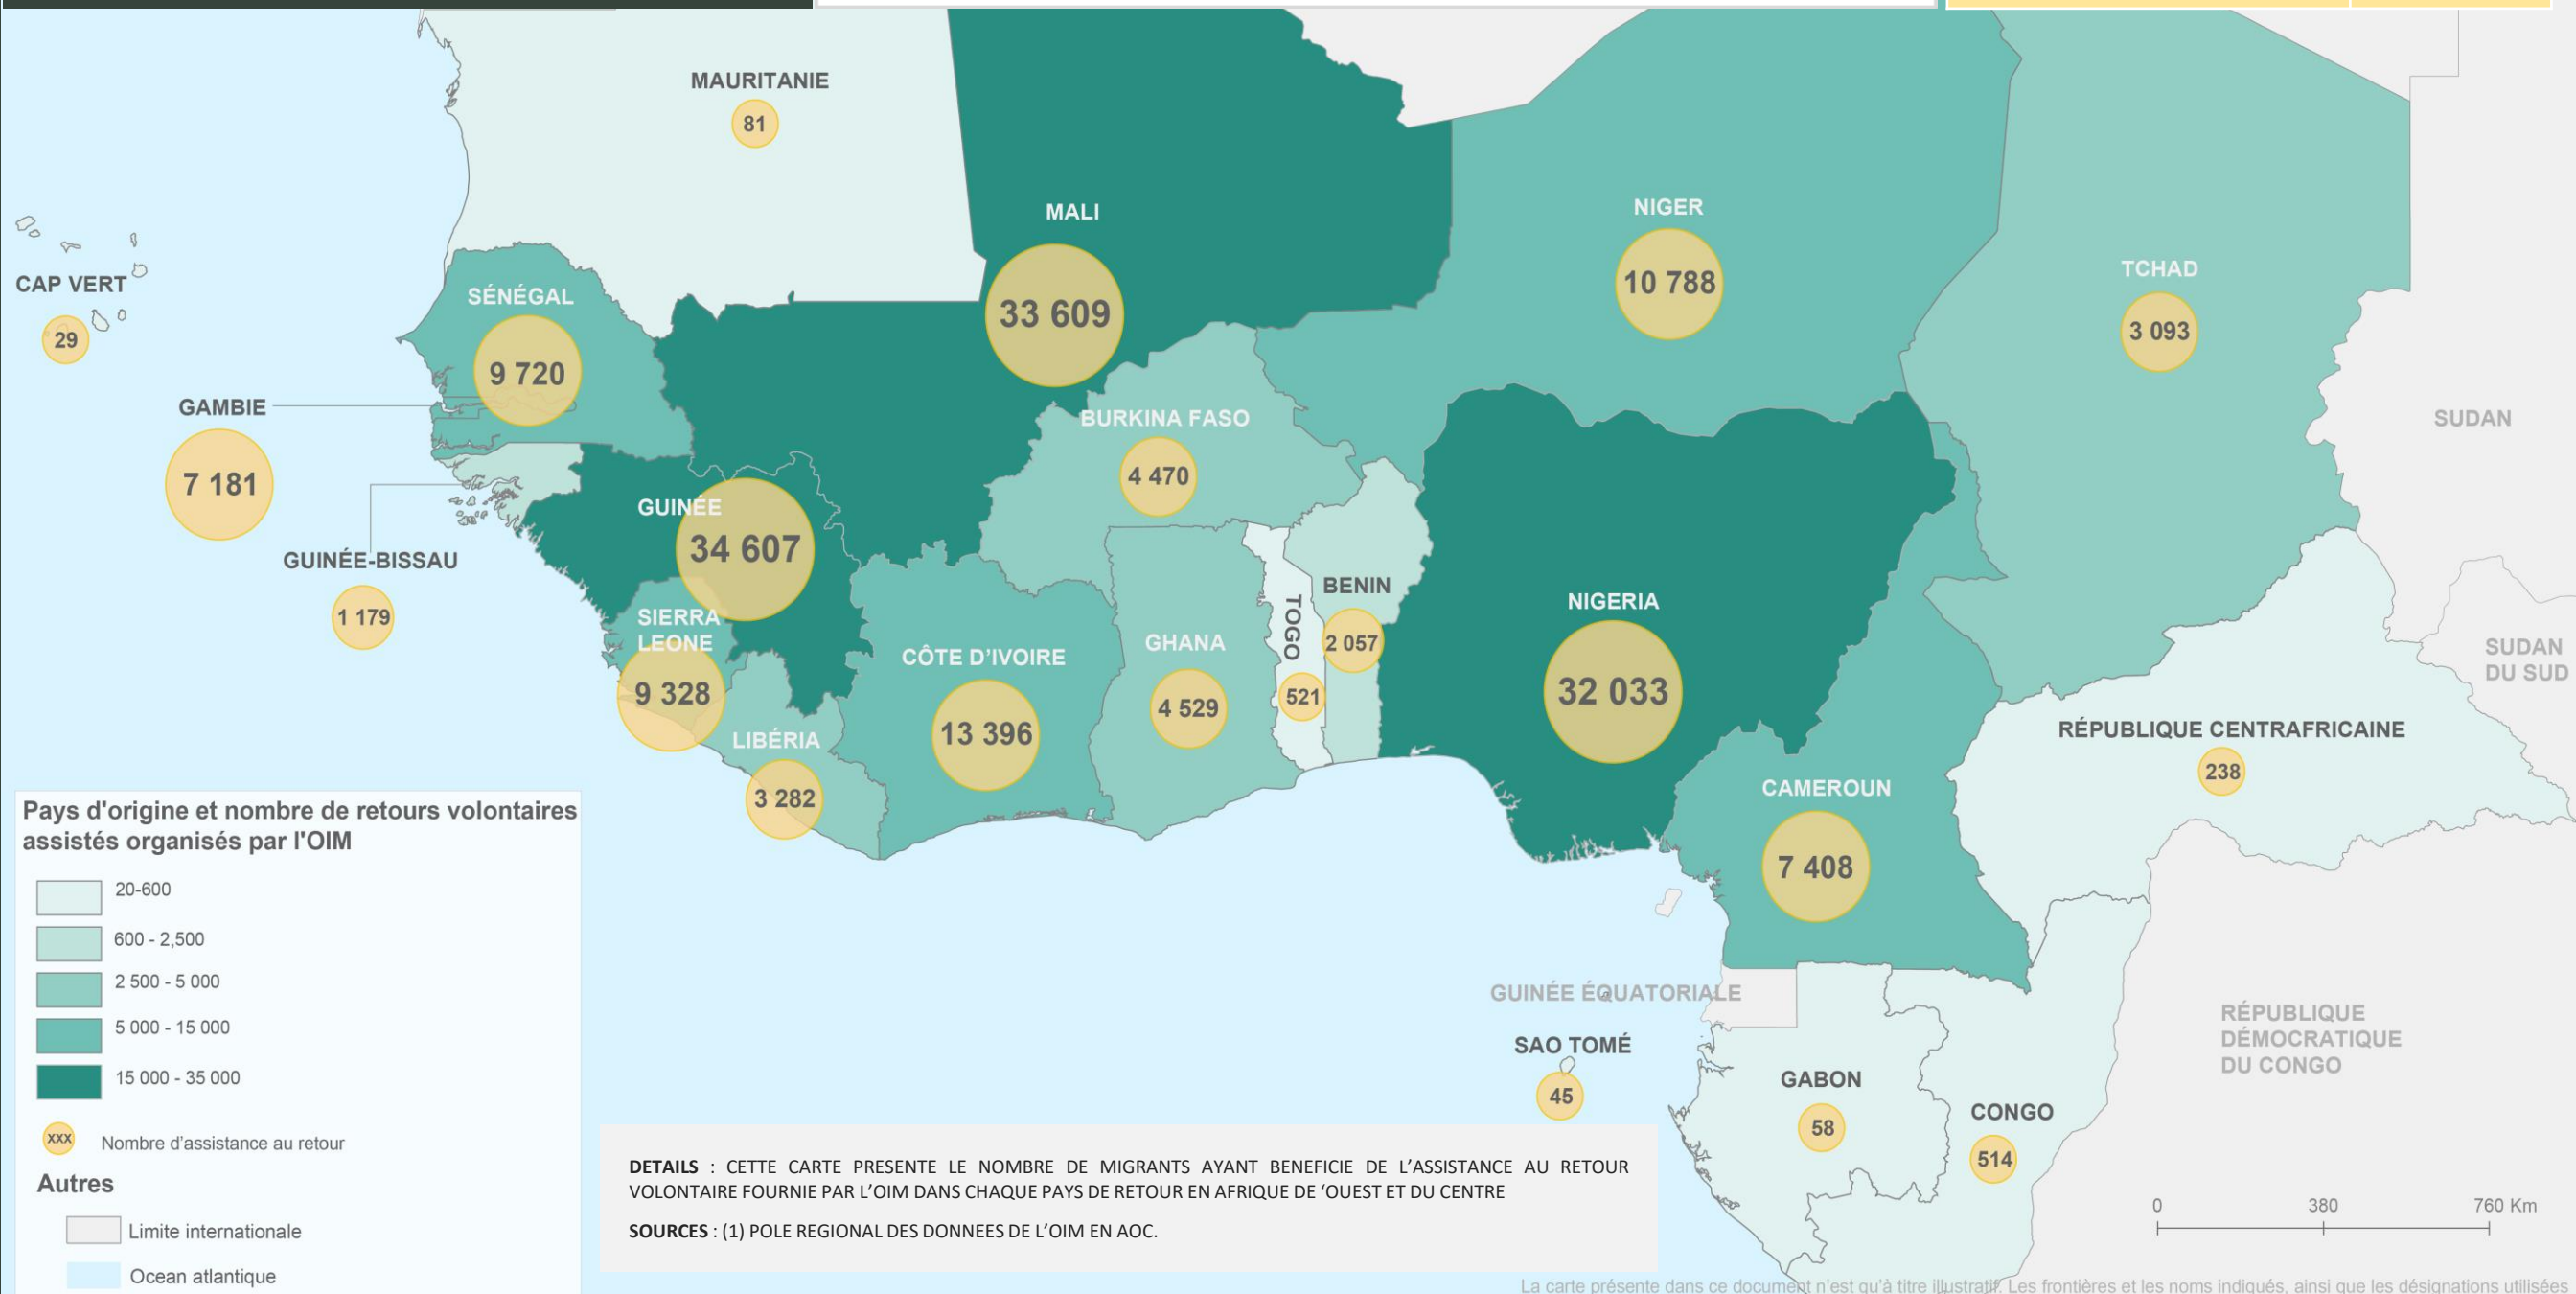 MAURITANIE
81
MALI
33 609
NIGER
10 788
TCHAD
3 093
CAP VERT
29
SÉNÉGAL
9 720
GAMBIE
7 181
BURKINA FASO
4 470
SUDAN
GUINÉE
34 607
GUINÉE-BISSAU
1 179
SIERRA
LEONE
9 328
LIBÉRIA
3 282
CÔTE D'IVOIRE
13 396
GHANA
4 529
TOGO
521
BENIN
2 057
NIGERIA
32 033
SUDAN
DU SUD
RÉPUBLIQUE CENTRAFRICAINE
238
CAMEROUN
7 408
GUINÉE ÉQUATORIALE
SAO TOMÉ
45
GABON
58
CONGO
514
RÉPUBLIQUE
DÉMOCRATIQUE
DU CONGO
Pays d'origine et nombre de retours volontaires
assistés organisés par l'OIM
20-600
600 - 2,500
2 500 - 5 000
5 000 - 15 000
15 000 - 35 000
xxx Nombre d'assistance au retour
Autres
Limite internationale
Ocean atlantique
DETAILS : CETTE CARTE PRESENTE LE NOMBRE DE MIGRANTS AYANT BENEFICIE DE L'ASSISTANCE AU RETOUR
VOLONTAIRE FOURNIE PAR L'OIM DANS CHAQUE PAYS DE RETOUR EN AFRIQUE DE 'OUEST ET DU CENTRE
SOURCES : (1) POLE REGIONAL DES DONNEES DE L'OIM EN AOC.
0 380 760 Km
La carte présente dans ce document n'est qu'à titre illustratif. Les frontières et les noms indiqués, ainsi que les désignations utilisées